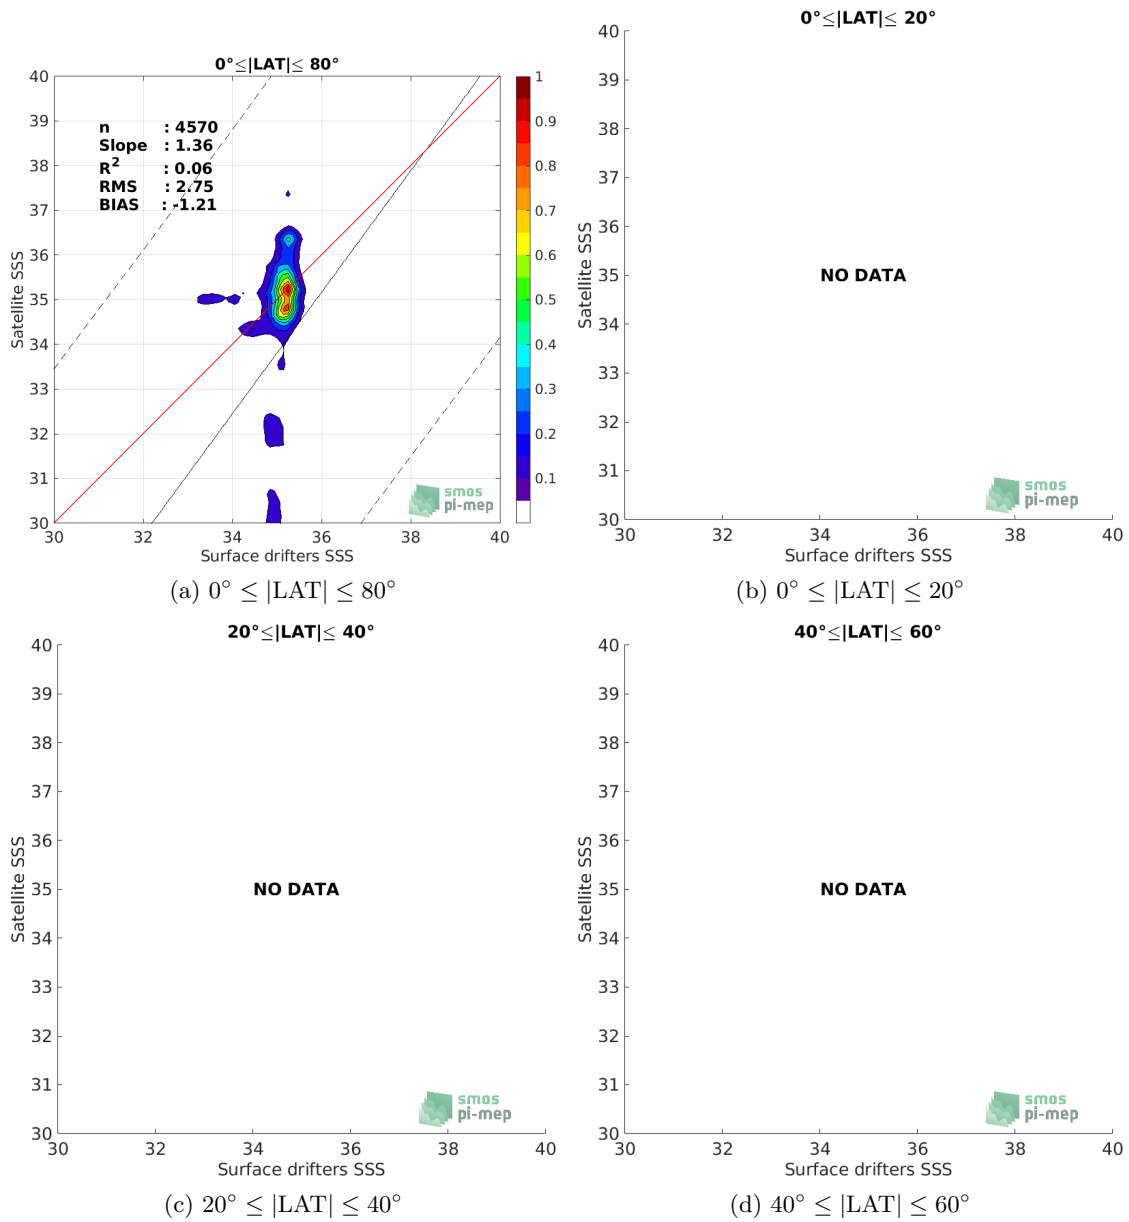 0°≤|LAT|≤ 80°
40
39
38
37
36
35
34
33
32
31
30
Satellite SSS
n : 4570
Slope : 1.36
R² : 0.06
RMS : 2.75
BIAS : -1.21
1
0.9
0.8
0.7
0.6
0.5
0.4
0.3
0.2
0.1
smos
pi-mep
30 32 34 36 38 40
Surface drifters SSS
(a) 0° ≤ |LAT| ≤ 80°
0°≤|LAT|≤ 20°
40
39
38
37
36
35
34
33
32
31
30
Satellite SSS
NO DATA
smos
pi-mep
30 32 34 36 38 40
Surface drifters SSS
(b) 0° ≤ |LAT| ≤ 20°
20°≤|LAT|≤ 40°
40
39
38
37
36
35
34
33
32
31
30
Satellite SSS
NO DATA
smos
pi-mep
30 32 34 36 38 40
Surface drifters SSS
(c) 20° ≤ |LAT| ≤ 40°
40°≤|LAT|≤ 60°
40
39
38
37
36
35
34
33
32
31
30
Satellite SSS
NO DATA
smos
pi-mep
30 32 34 36 38 40
Surface drifters SSS
(d) 40° ≤ |LAT| ≤ 60°